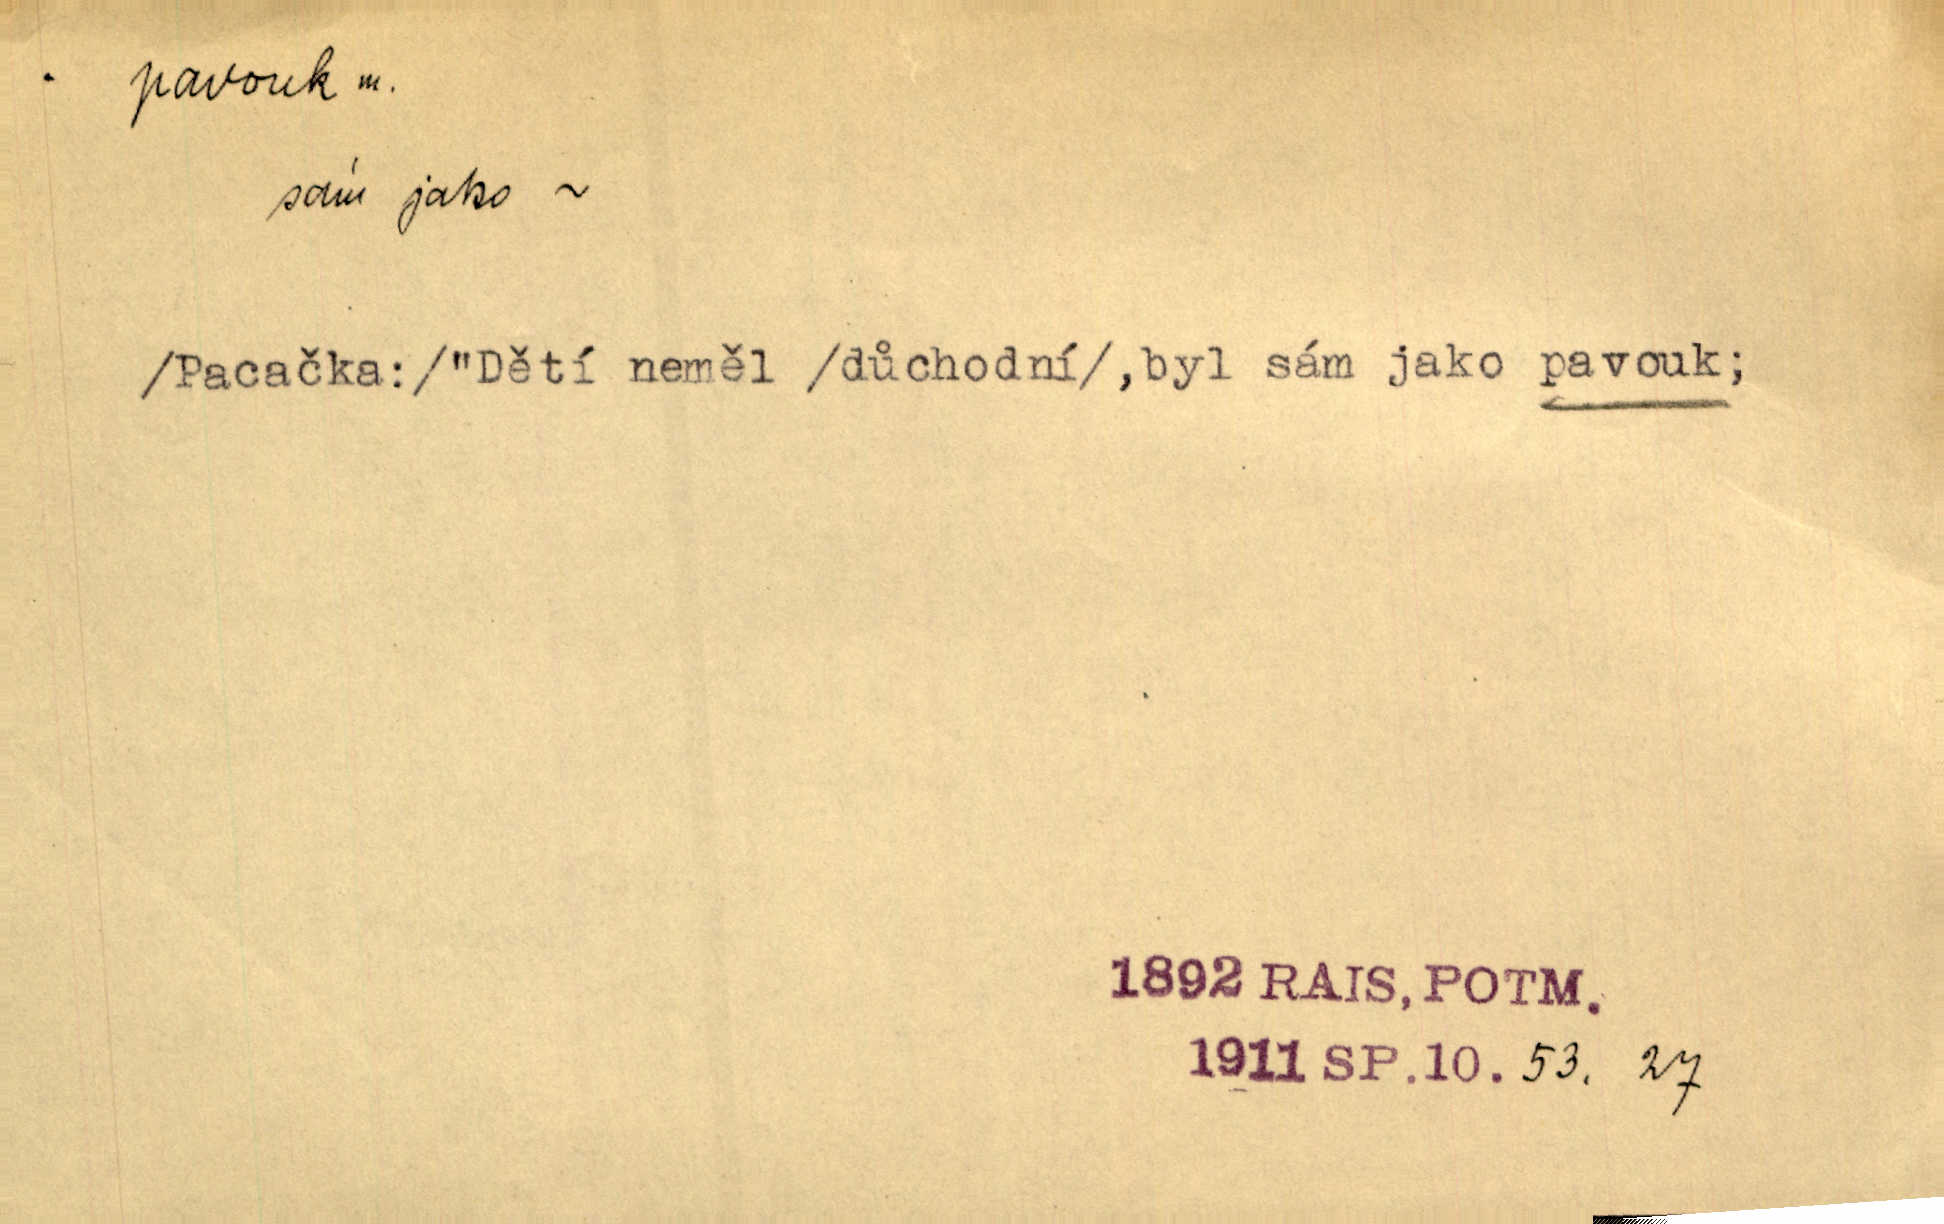 pavouk m.
sám jako ~
/Pacačka:/"Dětí neměl /důchodní/,byl sám jako pavouk;
1892 RAIS, POTM.
1911 SP.10. 53. 27